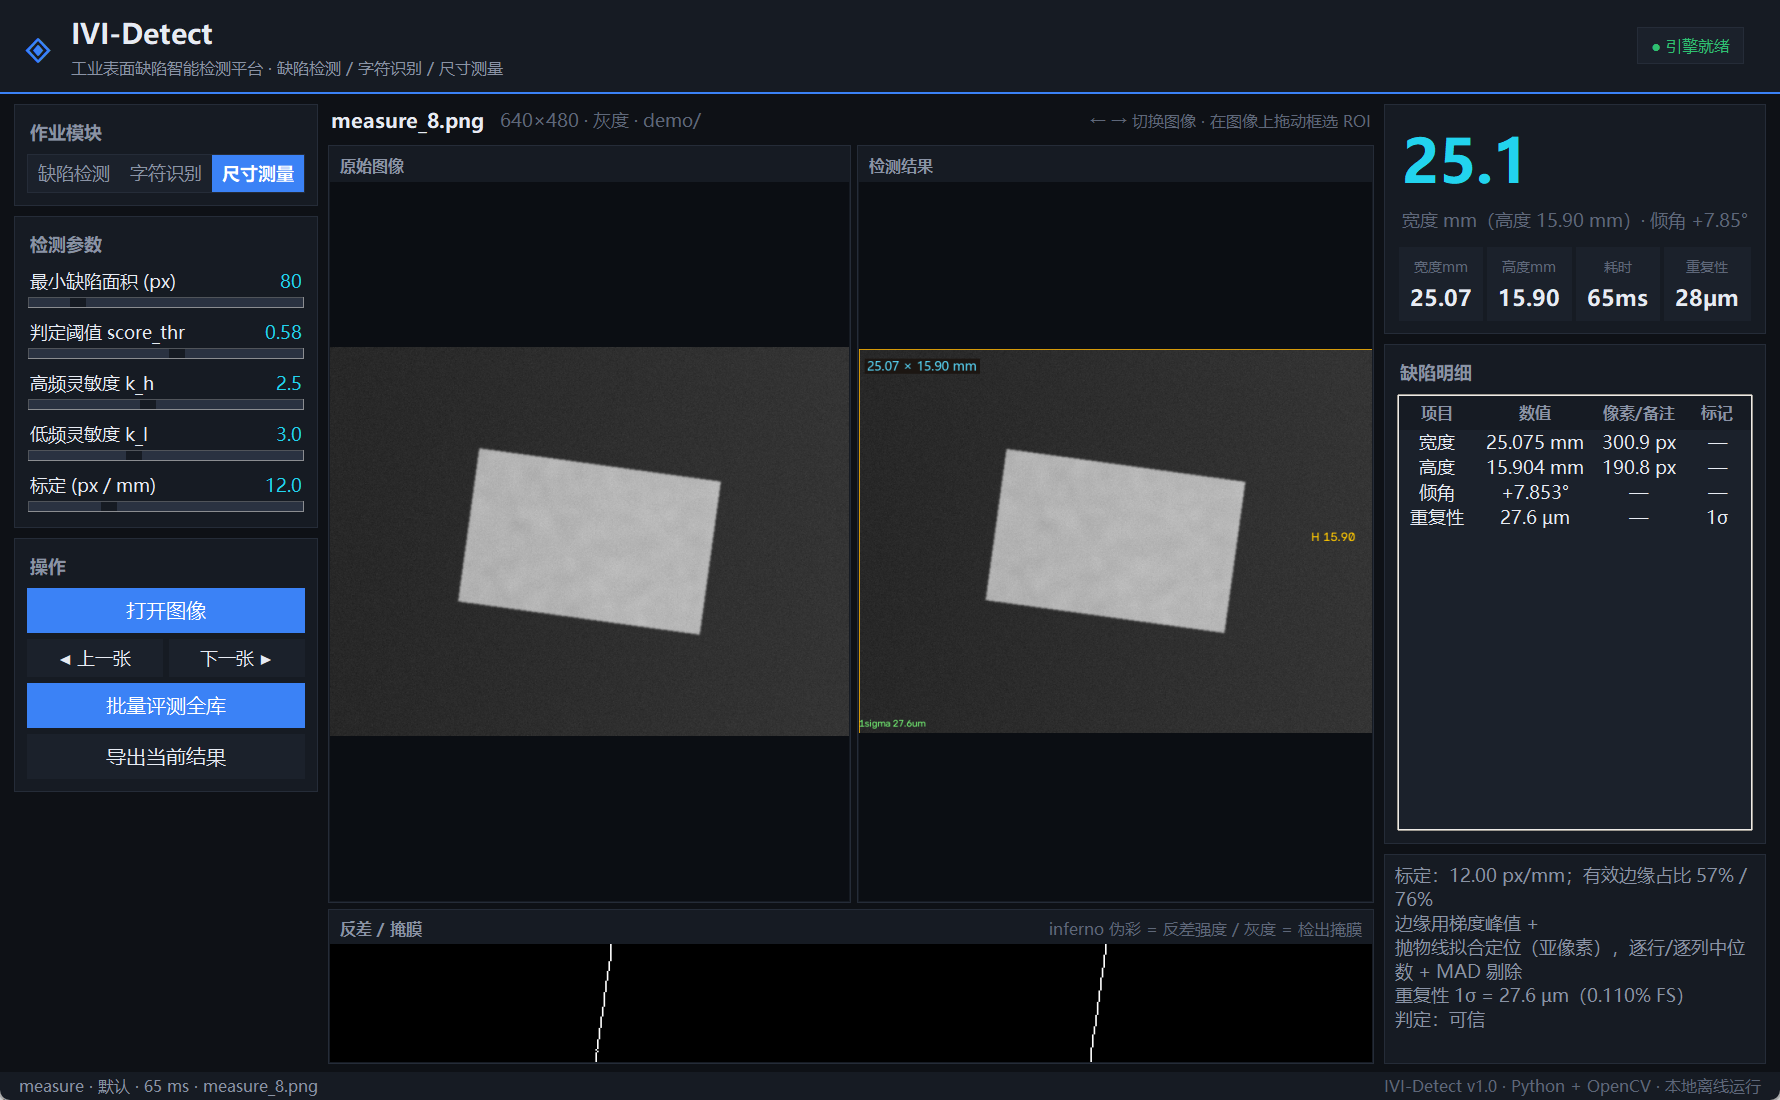 IVI-Detect
工业表面缺陷智能检测平台 · 缺陷检测 / 字符识别 / 尺寸测量
● 引擎就绪
作业模块
缺陷检测 字符识别 尺寸测量
检测参数
最小缺陷面积 (px) 80
判定阈值 score_thr 0.58
高频灵敏度 k_h 2.5
低频灵敏度 k_l 3.0
标定 (px / mm) 12.0
操作
打开图像
◄ 上一张 下一张 ►
批量评测全库
导出当前结果
measure_8.png 640×480 · 灰度 · demo/
←→ 切换图像 · 在图像上拖动框选 ROI
原始图像
检测结果
25.07 × 15.90 mm
H 15.90
1sigma 27.6um
反差 / 掩膜
inferno 伪彩 = 反差强度 / 灰度 = 检出掩膜
25.1
宽度 mm（高度 15.90 mm）· 倾角 +7.85°
宽度mm 高度mm 耗时 重复性
25.07 15.90 65ms 28μm
缺陷明细
项目 数值 像素/备注 标记
宽度 25.075 mm 300.9 px —
高度 15.904 mm 190.8 px —
倾角 +7.853° — —
重复性 27.6 μm — 1σ
标定：12.00 px/mm；有效边缘占比 57% /
76%
边缘用梯度峰值 +
抛物线拟合定位（亚像素），逐行/逐列中位
数 + MAD 剔除
重复性 1σ = 27.6 μm（0.110% FS）
判定：可信
measure · 默认 · 65 ms · measure_8.png
IVI-Detect v1.0 · Python + OpenCV · 本地离线运行